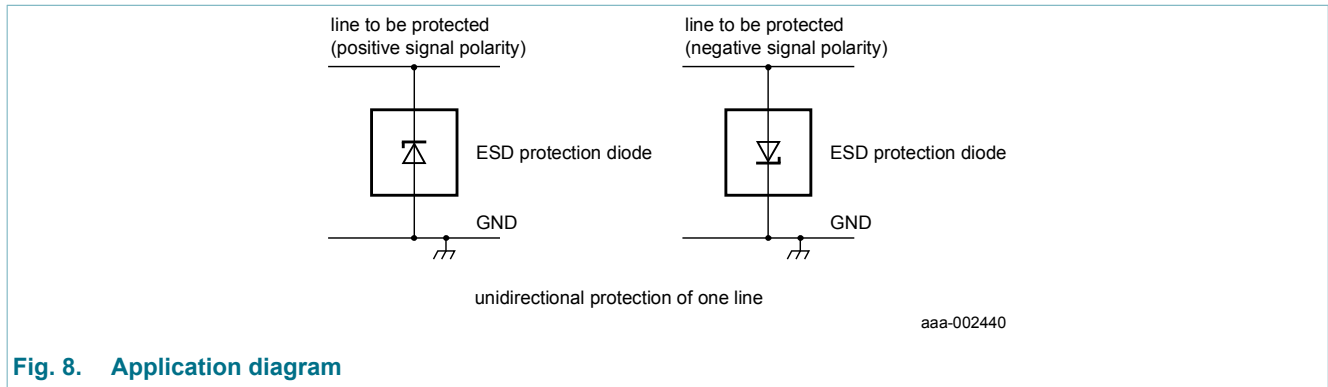 line to be protected
(positive signal polarity)
ESD protection diode
GND
line to be protected
(negative signal polarity)
ESD protection diode
GND
unidirectional protection of one line
aaa-002440
Fig. 8. Application diagram